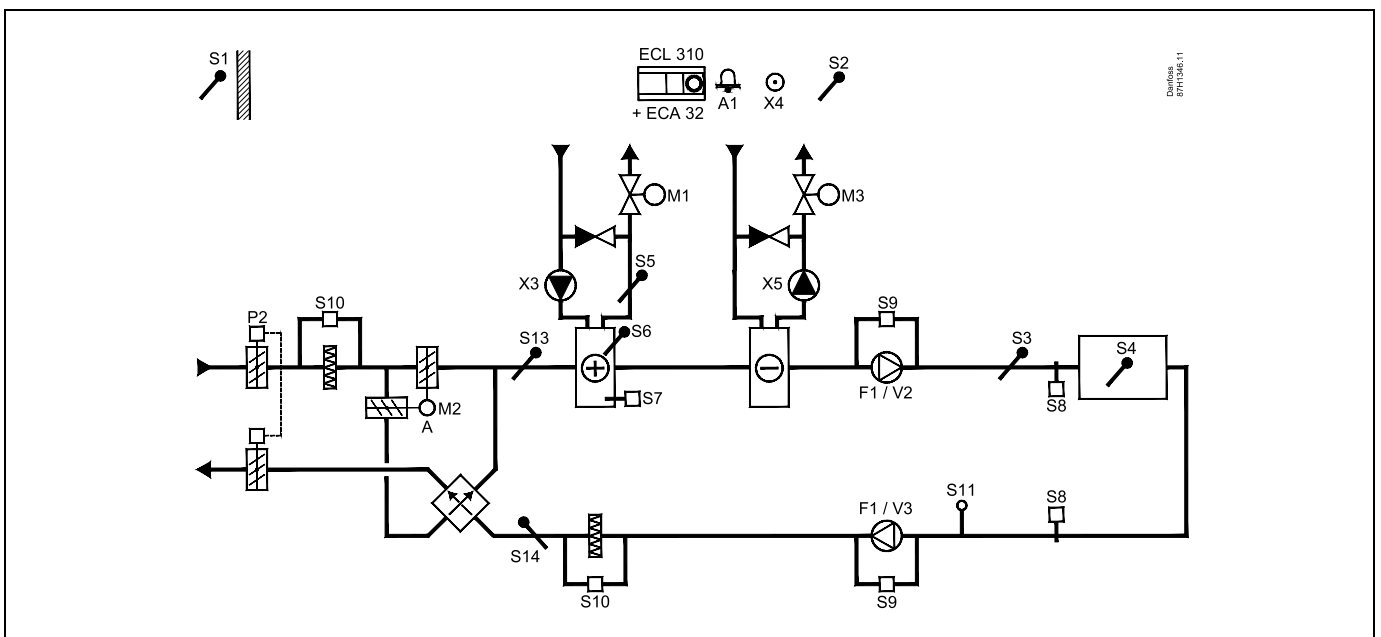 S1
ECL 310
+ ECA 32
A1
X4
S2
Danfoss
87H1346.11
M1
M3
S5
X3
X5
P2
S10
S13
S6
S9
S3
S4
S7
F1 / V2
S8
M2
A
F1 / V3
S11
S8
S14
S10
S9